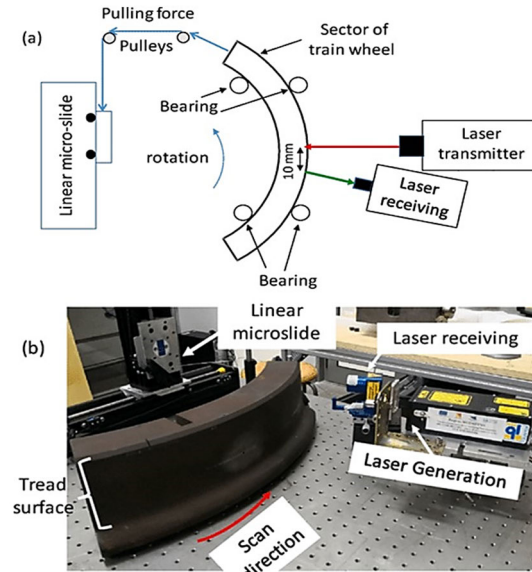 (a)
Pulling force
Pulleys
Sector of
train wheel
Bearing
Linear micro-slide
rotation
10 mm
Laser
transmitter
Laser
receiving
Bearing
(b)
Linear
microslide
Laser receiving
Laser Generation
Tread
surface
Scan